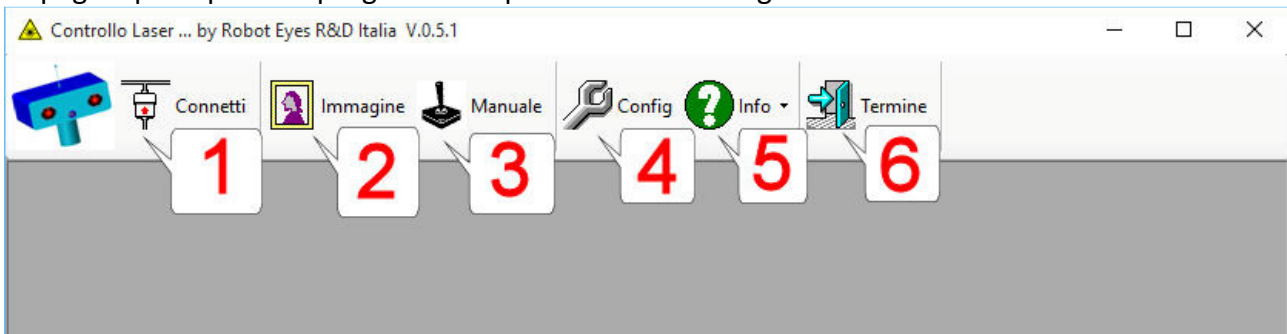 Controllo Laser ... by Robot Eyes R&D Italia V.0.5.1
Connetti Immagine Manuale Config ? Info Termine
1 2 3 4 5 6